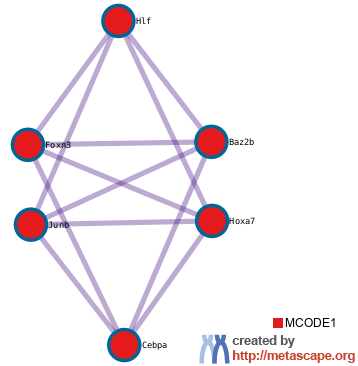 Hlf
Foxn3
Baz2b
Junb
Hoxa7
Cebpa
MCODE1
created by
http://metascape.org